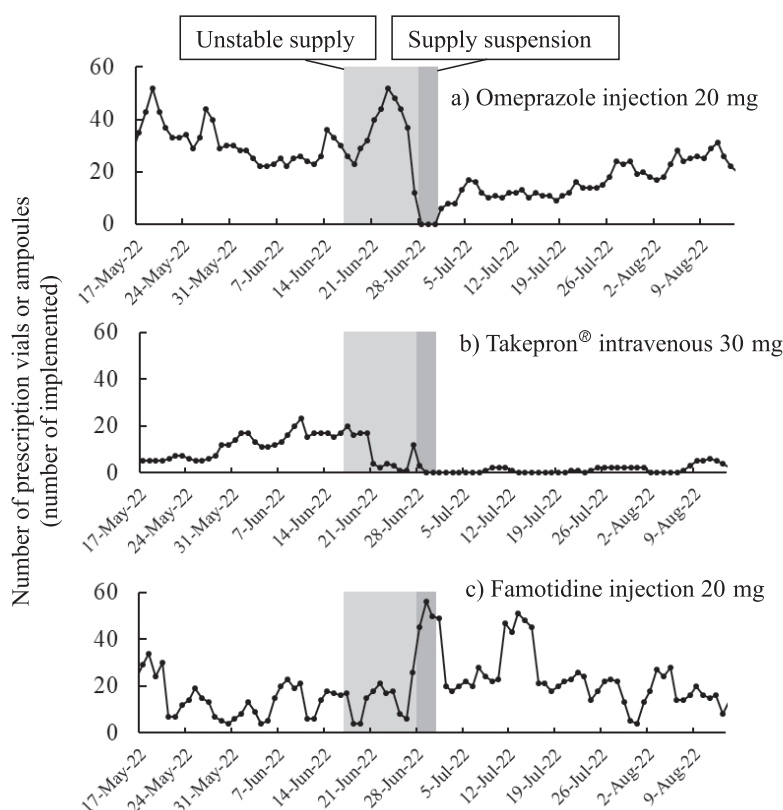 Unstable supply
Supply suspension
Number of prescription vials or ampoules
(number of implemented)
a) Omeprazole injection 20 mg
60
40
20
0
17-May-22
24-May-22
31-May-22
7-Jun-22
14-Jun-22
21-Jun-22
28-Jun-22
5-Jul-22
12-Jul-22
19-Jul-22
26-Jul-22
2-Aug-22
9-Aug-22
b) Takepron® intravenous 30 mg
60
40
20
0
17-May-22
24-May-22
31-May-22
7-Jun-22
14-Jun-22
21-Jun-22
28-Jun-22
5-Jul-22
12-Jul-22
19-Jul-22
26-Jul-22
2-Aug-22
9-Aug-22
c) Famotidine injection 20 mg
60
40
20
0
17-May-22
24-May-22
31-May-22
7-Jun-22
14-Jun-22
21-Jun-22
28-Jun-22
5-Jul-22
12-Jul-22
19-Jul-22
26-Jul-22
2-Aug-22
9-Aug-22